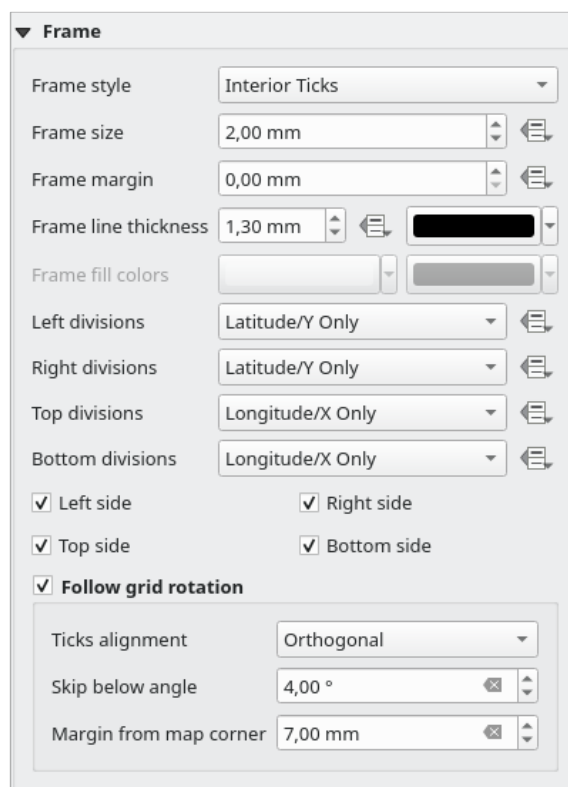 Frame
Frame style Interior Ticks
Frame size 2,00 mm
Frame margin 0,00 mm
Frame line thickness 1,30 mm
Frame fill colors
Left divisions Latitude/Y Only
Right divisions Latitude/Y Only
Top divisions Longitude/X Only
Bottom divisions Longitude/X Only
Left side Right side
Top side Bottom side
Follow grid rotation
Ticks alignment Orthogonal
Skip below angle 4,00 °
Margin from map corner 7,00 mm